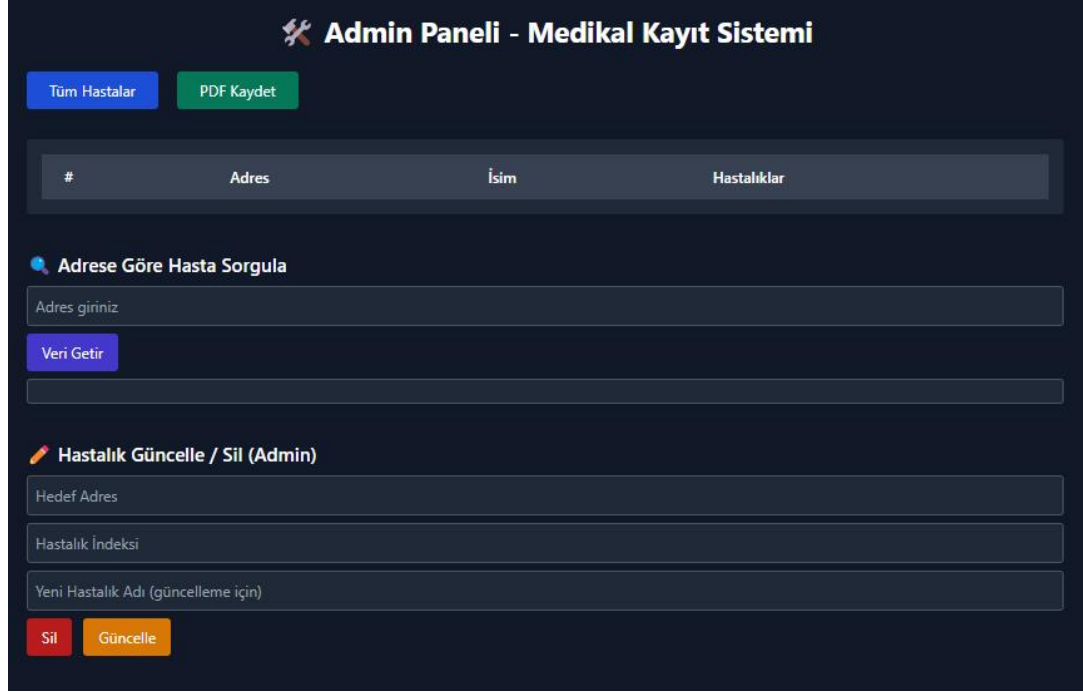 Admin Paneli - Medikal Kayıt Sistemi
Tüm Hastalar PDF Kaydet
# Adres İsim Hastalıklar
Adrese Göre Hasta Sorgula
Adres giriniz
Veri Getir
Hastalık Güncelle / Sil (Admin)
Hedef Adres
Hastalık İndeksi
Yeni Hastalık Adı (güncelleme için)
Sil Güncelle